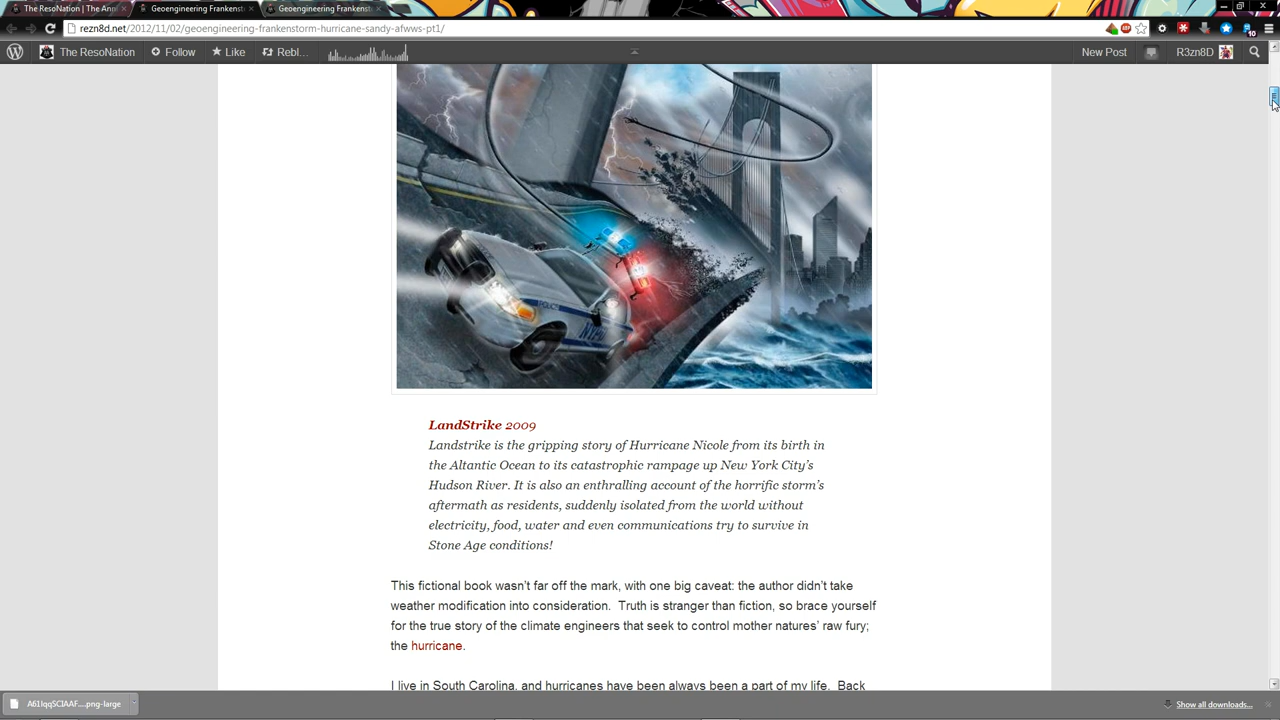 The ResoNation | The Ang
Geoengineering Frankenst
Geoengineering Frankenst
rezn8d.net/2012/11/02/geoengineering-frankenstorm-hurricane-sandy-afwws-pt1/
The ResoNation
Follow
Like
Rebl...
New Post
R3zn8D
10
POLICE
NYPD
LandStrike 2009
Landstrike is the gripping story of Hurricane Nicole from its birth in
the Altantic Ocean to its catastrophic rampage up New York City's
Hudson River. It is also an enthralling account of the horrific storm's
aftermath as residents, suddenly isolated from the world without
electricity, food, water and even communications try to survive in
Stone Age conditions!
This fictional book wasn't far off the mark, with one big caveat: the author didn't take
weather modification into consideration.  Truth is stranger than fiction, so brace yourself
for the true story of the climate engineers that seek to control mother natures' raw fury;
the hurricane.
I live in South Carolina, and hurricanes have been always been a part of my life.  Back
A61IqqSCIAAF....png-large
Show all downloads...